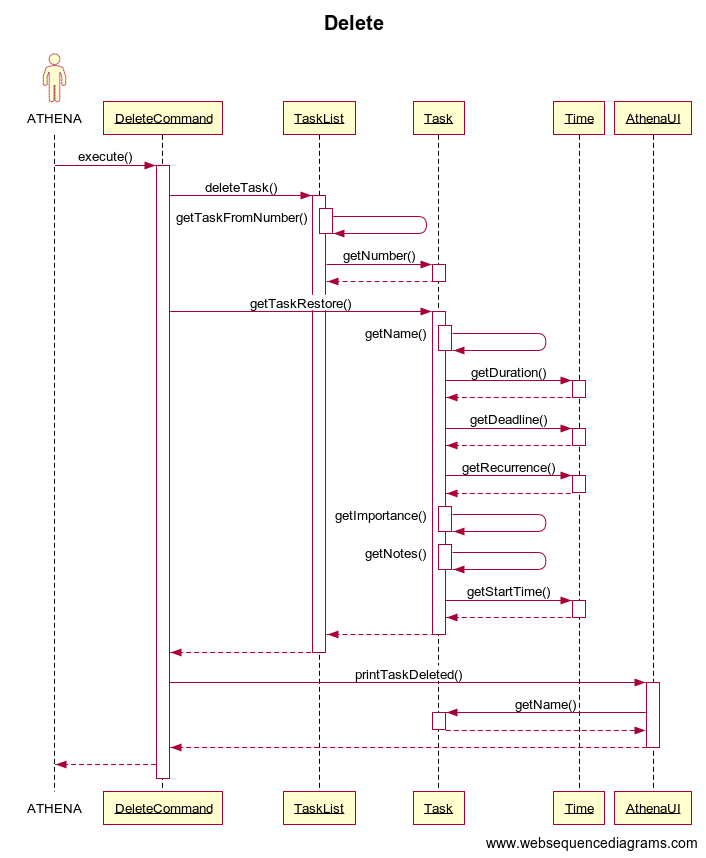 Delete
ATHENA
DeleteCommand
TaskList
Task
Time
AthenaUI
execute()
deleteTask()
getTaskFromNumber()
getNumber()
getTaskRestore()
getName()
getDuration()
getDeadline()
getRecurrence()
getImportance()
getNotes()
getStartTime()
printTaskDeleted()
getName()
ATHENA
DeleteCommand
TaskList
Task
Time
AthenaUI
www.websequencediagrams.com